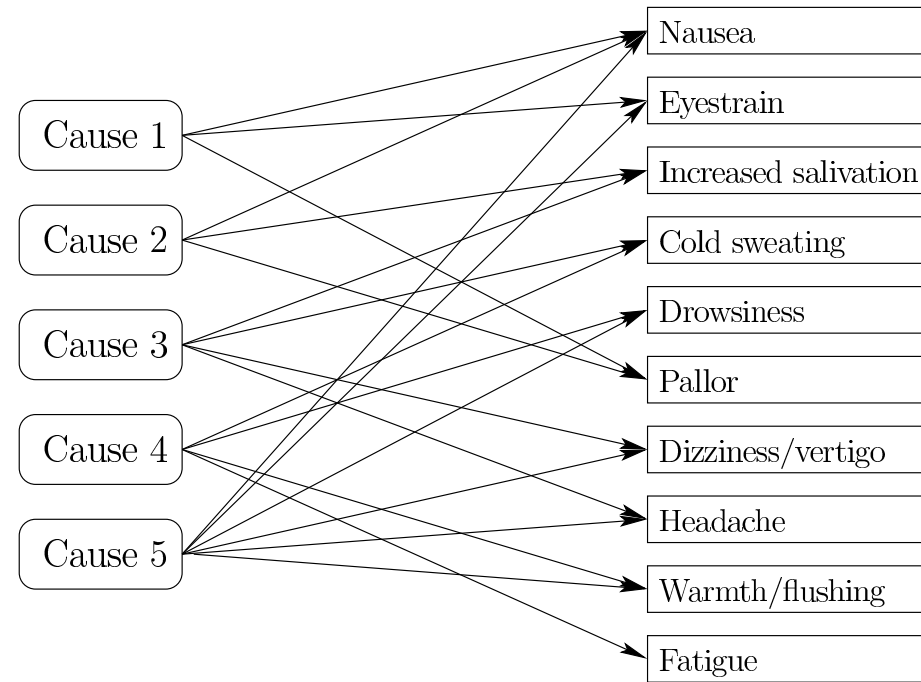 Cause 1
Cause 2
Cause 3
Cause 4
Cause 5
Nausea
Eyestrain
Increased salivation
Cold sweating
Drowsiness
Pallor
Dizziness/vertigo
Headache
Warmth/flushing
Fatigue